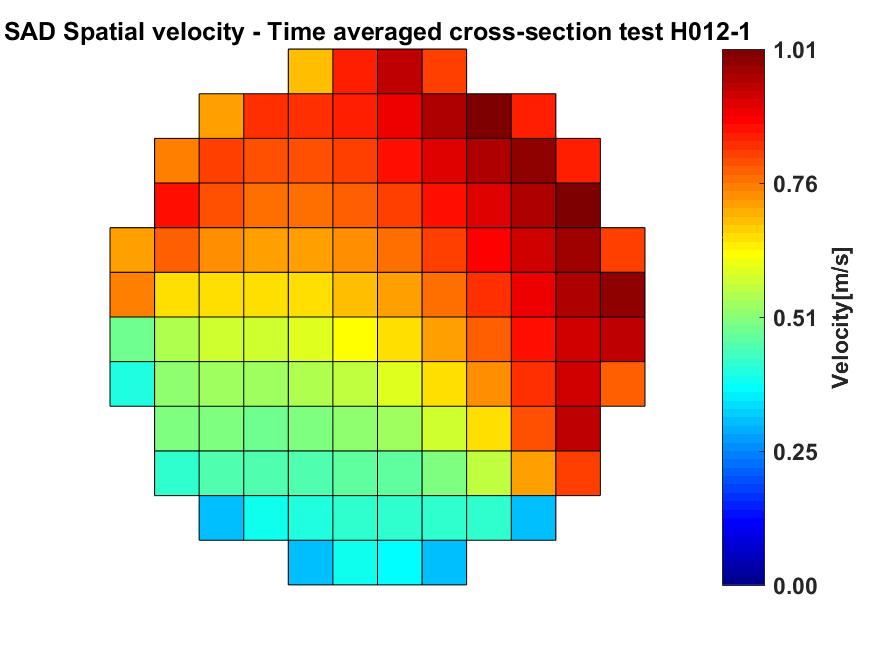 SAD Spatial velocity - Time averaged cross-section test H012-1
1.01
0.76
0.51
0.25
0.00
Velocity[m/s]